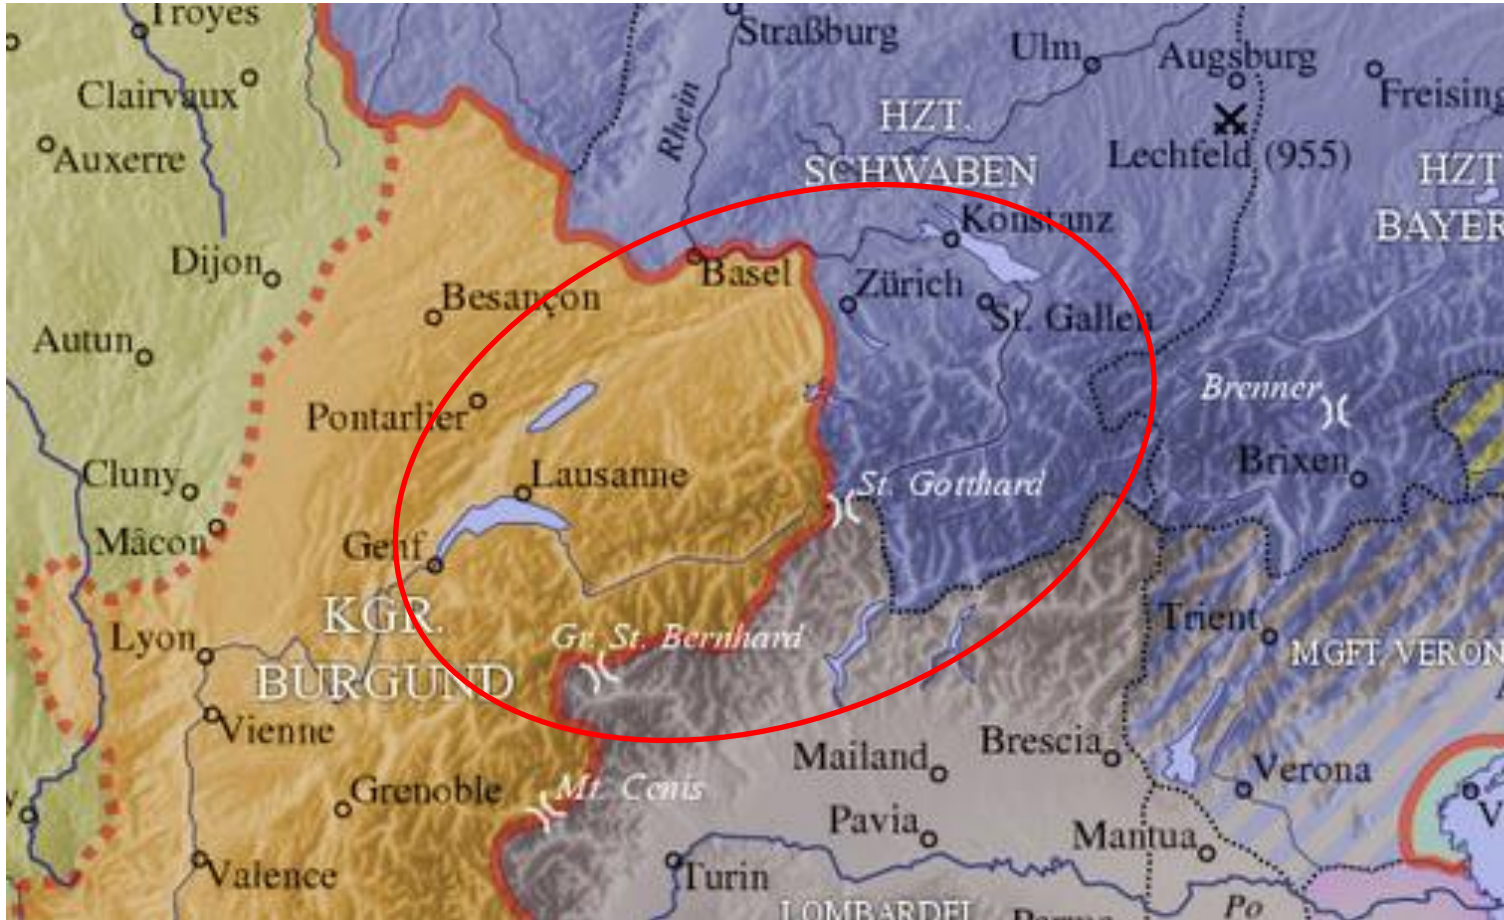 Troyes
Straßburg
Ulm
Augsburg
Clairvaux
Freising
Rhein
HZT.
SCHWABEN
Lechfeld (955)
Auxerre
HZT
BAYER
Konstanz
Dijon
Basel
Zürich
Besançon
St. Gallen
Autun
Brenner
Pontarlier
Cluny
Lausanne
St. Gotthard
Brixen
Mâcon
Genf
KGR.
BURGUND
Lyon
Gr. St. Bernhard
Trient
MGFT. VERON
Vienne
Mailand
Brescia
Verona
Grenoble
Mt. Cenis
Pavia
Mantua
V
Valence
Turin
LOMBARDEI
Po